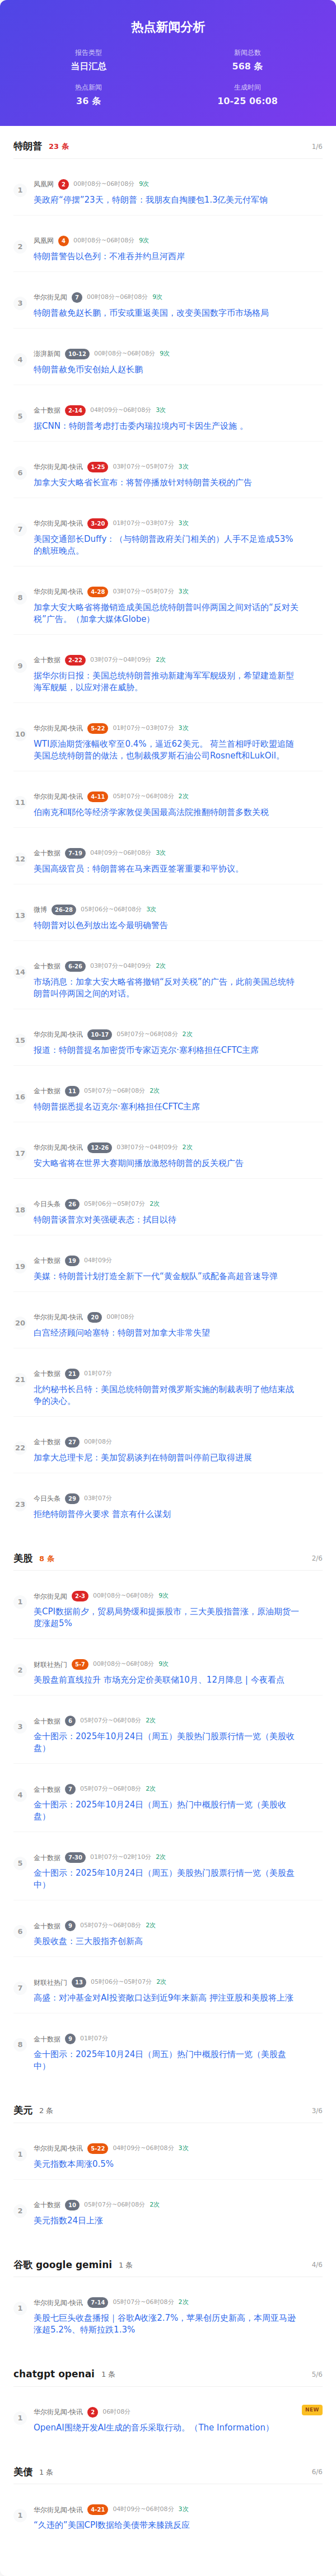 热点新闻分析
报告类型
新闻总数
当日汇总
568 条
热点新闻
生成时间
36 条
10-25 06:08
特朗普 23 条 1/6
1
凤凰网 2 00时08分~06时08分 9次
美政府“停摆”23天，特朗普：我朋友自掏腰包1.3亿美元付军饷
2
凤凰网 4 00时08分~06时08分 9次
特朗普警告以色列：不准吞并约旦河西岸
3
华尔街见闻 7 00时08分~06时08分 9次
特朗普赦免赵长鹏，币安或重返美国，改变美国数字币市场格局
4
澎湃新闻 10-12 00时08分~06时08分 9次
特朗普赦免币安创始人赵长鹏
5
金十数据 2-14 04时09分~06时08分 3次
据CNN：特朗普考虑打击委内瑞拉境内可卡因生产设施 。
6
华尔街见闻-快讯 1-25 03时07分~05时07分 3次
加拿大安大略省长宣布：将暂停播放针对特朗普关税的广告
7
华尔街见闻-快讯 3-20 01时07分~03时07分 3次
美国交通部长Duffy：（与特朗普政府关门相关的）人手不足造成53%
的航班晚点。
8
华尔街见闻-快讯 4-28 03时07分~05时07分 3次
加拿大安大略省将撤销造成美国总统特朗普叫停两国之间对话的“反对关
税”广告。（加拿大媒体Globe）
9
金十数据 2-22 03时07分~04时09分 2次
据华尔街日报：美国总统特朗普推动新建海军军舰级别，希望建造新型
海军舰艇，以应对潜在威胁。
10
华尔街见闻-快讯 5-22 01时07分~03时07分 3次
WTI原油期货涨幅收窄至0.4%，逼近62美元。 荷兰首相呼吁欧盟追随
美国总统特朗普的做法，也制裁俄罗斯石油公司Rosneft和LukOil。
11
华尔街见闻-快讯 4-11 05时07分~06时08分 2次
伯南克和耶伦等经济学家敦促美国最高法院推翻特朗普多数关税
12
金十数据 7-19 04时09分~06时08分 3次
美国高级官员：特朗普将在马来西亚签署重要和平协议。
13
微博 26-28 05时06分~06时08分 3次
特朗普对以色列放出迄今最明确警告
14
金十数据 6-26 03时07分~04时09分 2次
市场消息：加拿大安大略省将撤销“反对关税”的广告，此前美国总统特
朗普叫停两国之间的对话。
15
华尔街见闻-快讯 10-17 05时07分~06时08分 2次
报道：特朗普提名加密货币专家迈克尔·塞利格担任CFTC主席
16
金十数据 11 05时07分~06时08分 2次
特朗普据悉提名迈克尔·塞利格担任CFTC主席
17
华尔街见闻-快讯 12-26 03时07分~04时09分 2次
安大略省将在世界大赛期间播放激怒特朗普的反关税广告
18
今日头条 26 05时06分~05时07分 2次
特朗普谈普京对美强硬表态：拭目以待
19
金十数据 19 04时09分
美媒：特朗普计划打造全新下一代“黄金舰队”或配备高超音速导弹
20
华尔街见闻-快讯 20 00时08分
白宫经济顾问哈塞特：特朗普对加拿大非常失望
21
金十数据 21 01时07分
北约秘书长吕特：美国总统特朗普对俄罗斯实施的制裁表明了他结束战
争的决心。
22
金十数据 27 00时08分
加拿大总理卡尼：美加贸易谈判在特朗普叫停前已取得进展
23
今日头条 29 03时07分
拒绝特朗普停火要求 普京有什么谋划
美股 8 条 2/6
1
华尔街见闻 2-3 00时08分~06时08分 9次
美CPI数据前夕，贸易局势缓和提振股市，三大美股指普涨，原油期货一
度涨超5%
2
财联社热门 5-7 00时08分~06时08分 9次
美股盘前直线拉升 市场充分定价美联储10月、12月降息 | 今夜看点
3
金十数据 6 05时07分~06时08分 2次
金十图示：2025年10月24日（周五）美股热门股票行情一览（美股收
盘）
4
金十数据 7 05时07分~06时08分 2次
金十图示：2025年10月24日（周五）热门中概股行情一览（美股收
盘）
5
金十数据 7-30 01时07分~02时10分 2次
金十图示：2025年10月24日（周五）美股热门股票行情一览（美股盘
中）
6
金十数据 9 05时07分~06时08分 2次
美股收盘：三大股指齐创新高
7
财联社热门 13 05时06分~05时07分 2次
高盛：对冲基金对AI投资敞口达到近9年来新高 押注亚股和美股将上涨
8
金十数据 9 01时07分
金十图示：2025年10月24日（周五）热门中概股行情一览（美股盘
中）
美元 2 条 3/6
1
华尔街见闻-快讯 5-22 04时09分~06时08分 3次
美元指数本周涨0.5%
2
金十数据 10 05时07分~06时08分 2次
美元指数24日上涨
谷歌 google gemini 1 条 4/6
1
华尔街见闻-快讯 7-14 05时07分~06时08分 2次
美股七巨头收盘播报｜谷歌A收涨2.7%，苹果创历史新高，本周亚马逊
涨超5.2%、特斯拉跌1.3%
chatgpt openai 1 条 5/6
1
华尔街见闻-快讯 2 06时08分 NEW
OpenAI围绕开发AI生成的音乐采取行动。（The Information）
美债 1 条 6/6
1
华尔街见闻-快讯 4-21 04时09分~06时08分 3次
“久违的”美国CPI数据给美债带来膝跳反应